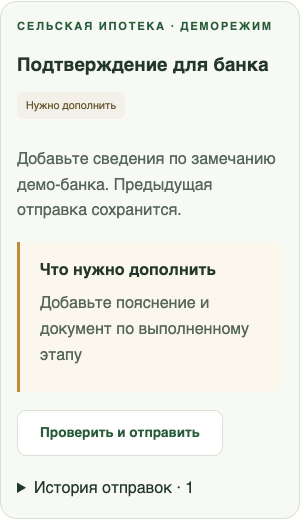 СЕЛЬСКАЯ ИПОТЕКА · ДЕМОРЕЖИМ
Подтверждение для банка
Нужно дополнить
Добавьте сведения по замечанию
демо-банка. Предыдущая
отправка сохранится.
Что нужно дополнить
Добавьте пояснение и
документ по выполненному
этапу
Проверить и отправить
▶ История отправок · 1